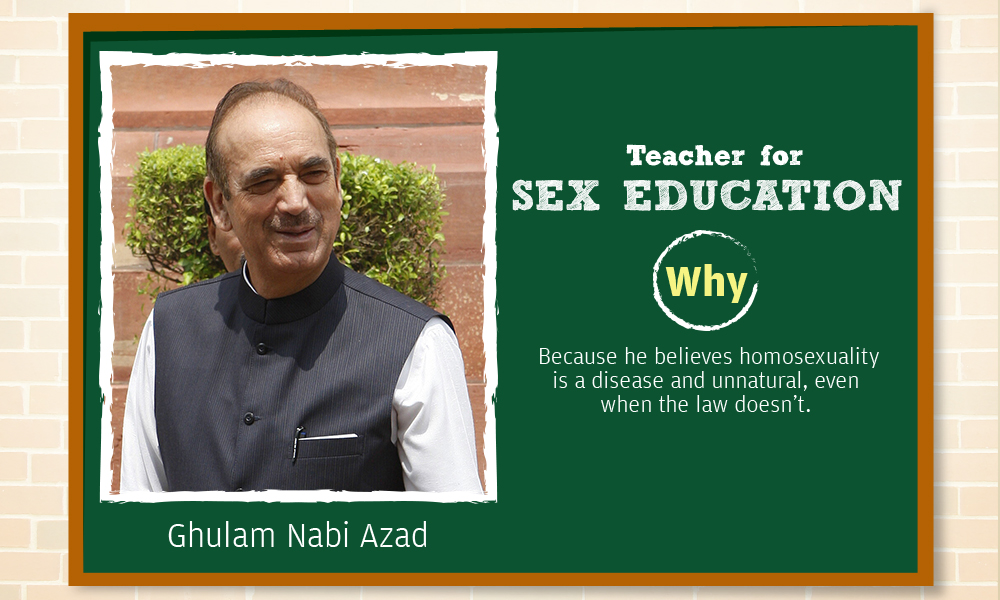 Teacher for
SEX EDUCATION
Why
Because he believes homosexuality
is a disease and unnatural, even
when the law doesn't.
Ghulam Nabi Azad